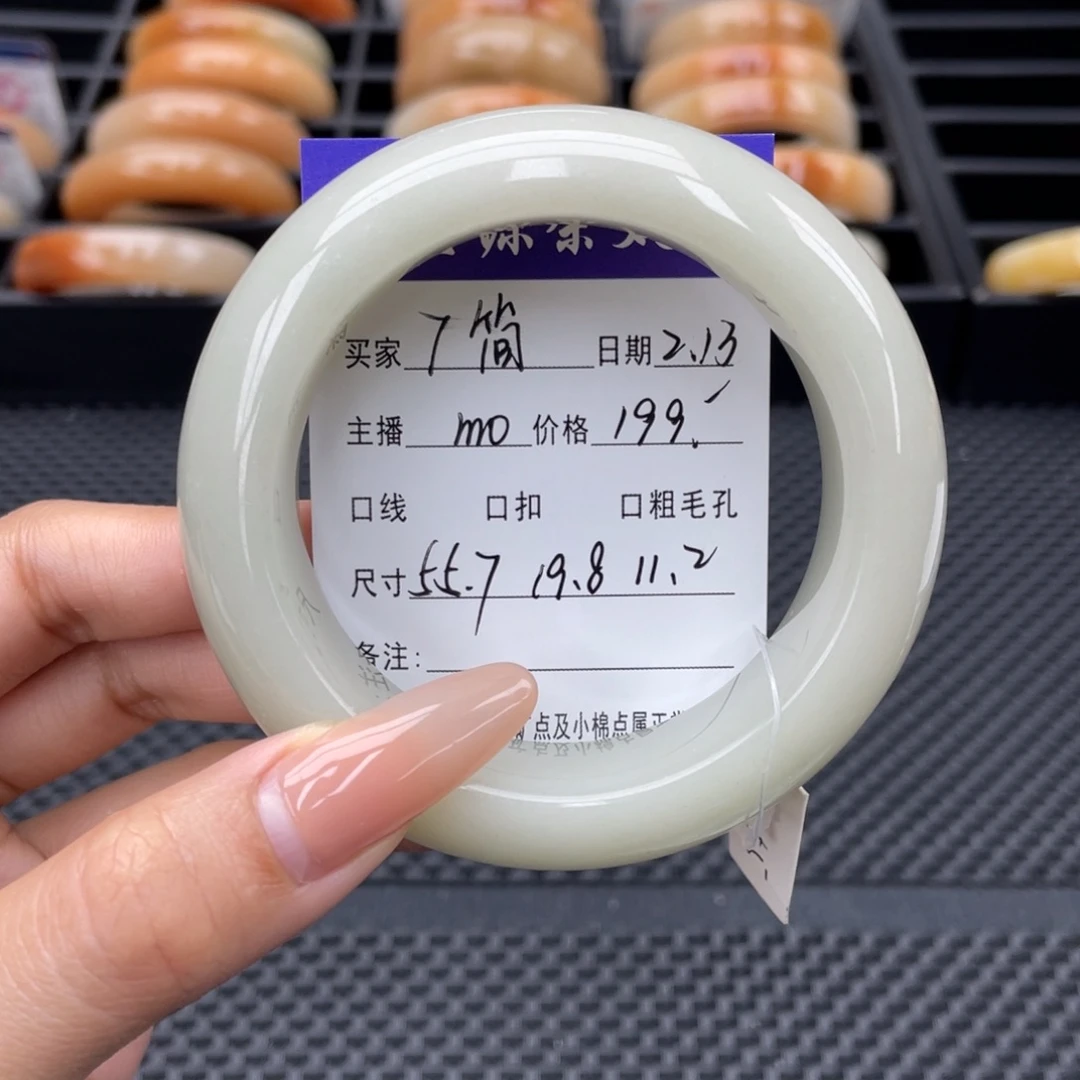 买家 7简 日期 2.13
主播 mo 价格 199.
口线 口扣 口粗毛孔
尺寸 55.7 19.8 11.2
备注:
点及小棉点属正